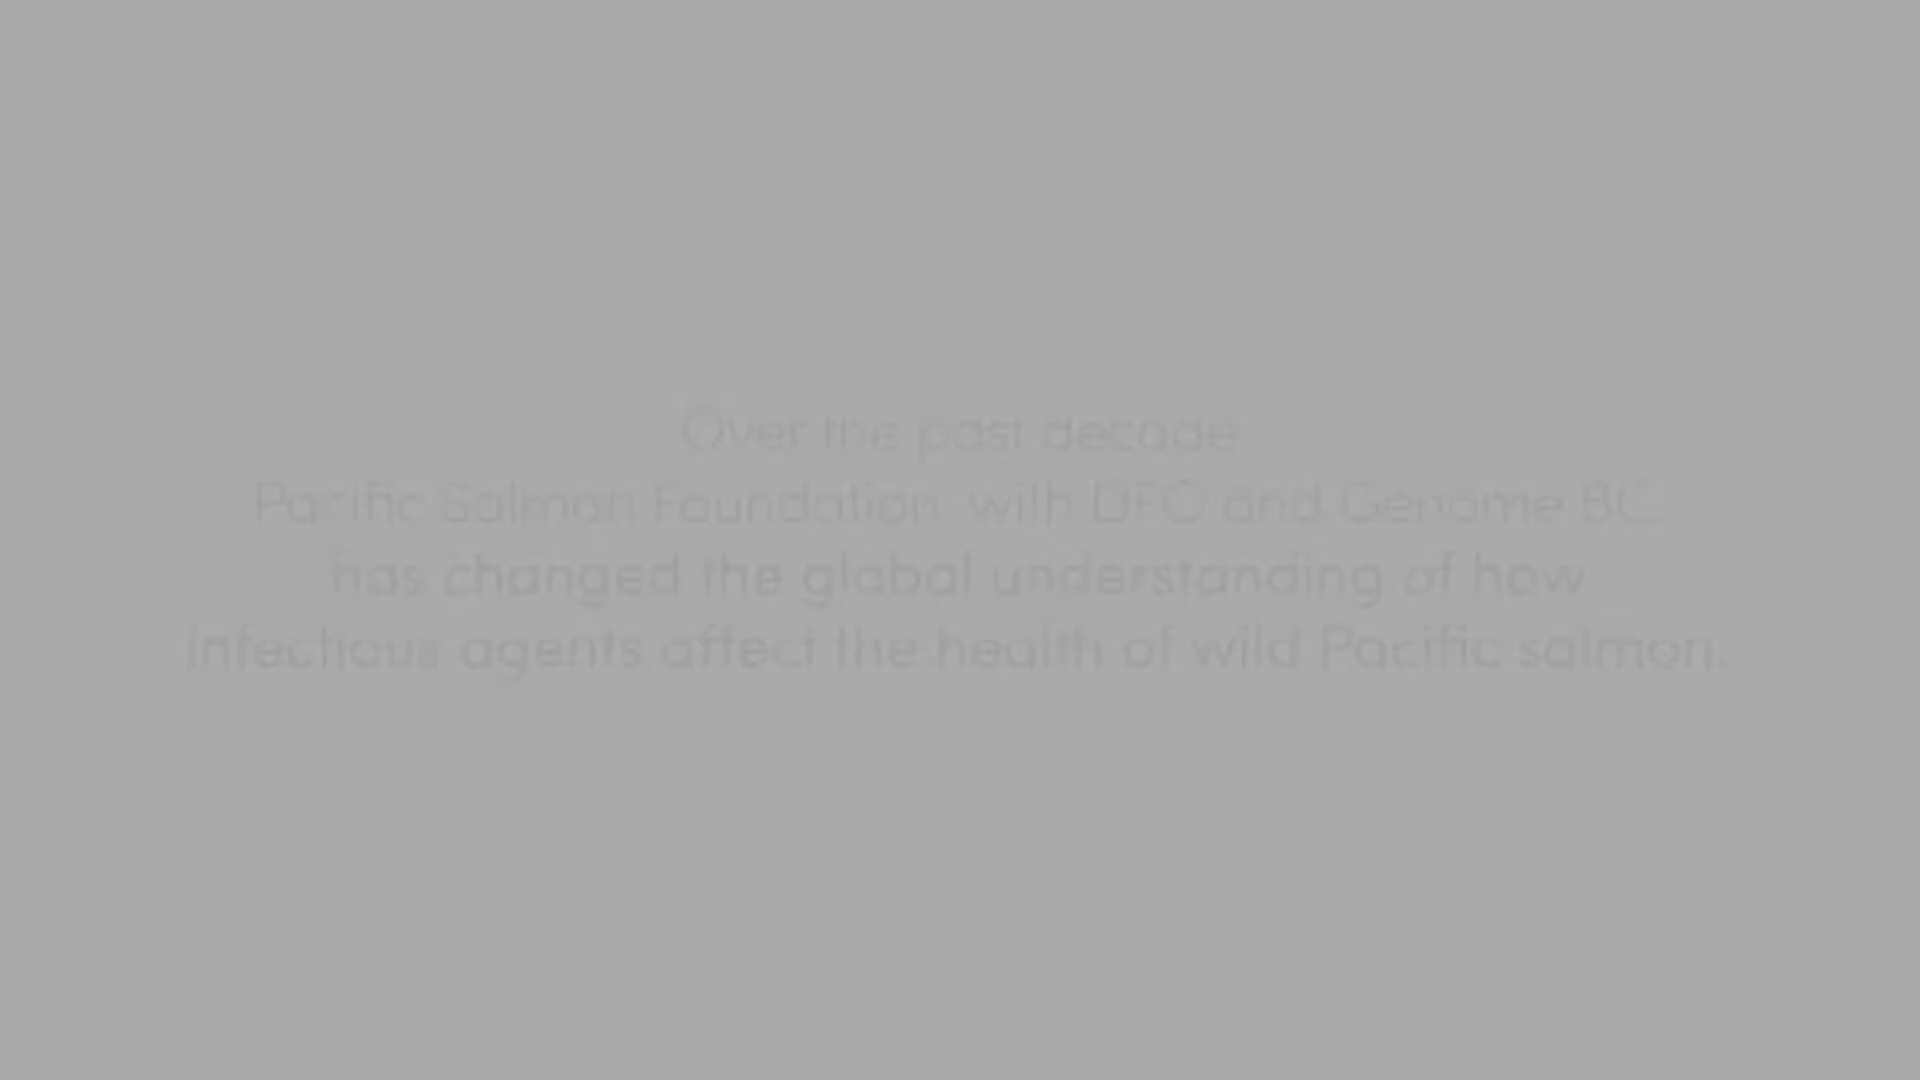 Over the past decade
Pacific Salmon Foundation, with DFO and Genome BC,
has changed the global understanding of how
infectious agents affect the health of wild Pacific salmon.